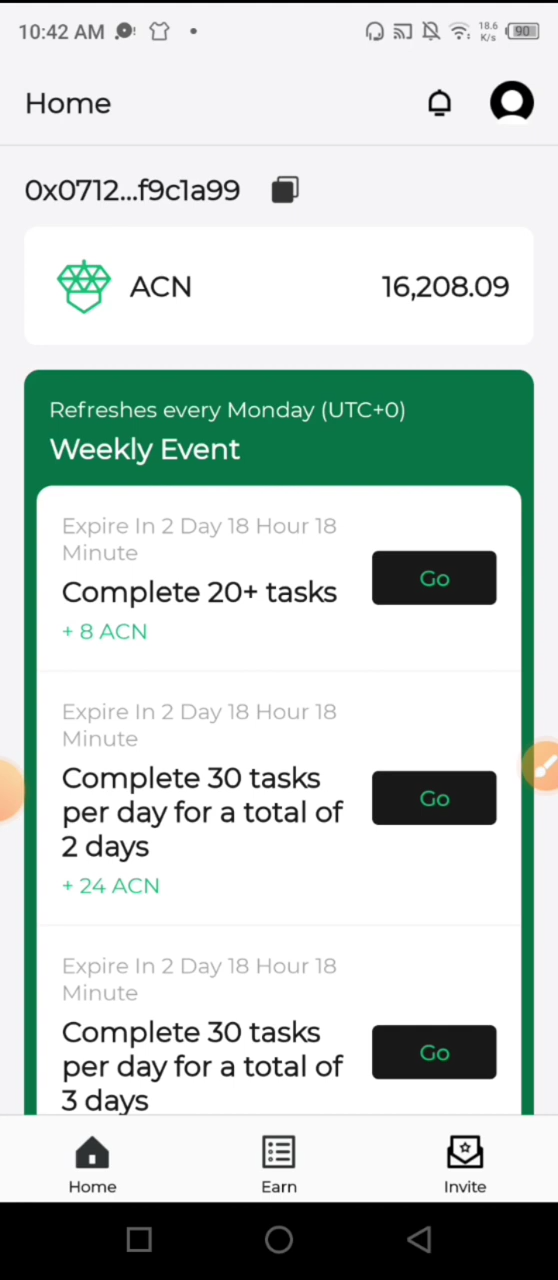 10:42 AM
18.6
K/s
90
Home
0x0712...f9c1a99
ACN
16,208.09
Refreshes every Monday (UTC+0)
Weekly Event
Expire In 2 Day 18 Hour 18
Minute
Complete 20+ tasks
+ 8 ACN
Go
Expire In 2 Day 18 Hour 18
Minute
Complete 30 tasks
per day for a total of
2 days
+ 24 ACN
Go
Expire In 2 Day 18 Hour 18
Minute
Complete 30 tasks
per day for a total of
3 days
Go
Home
Earn
Invite